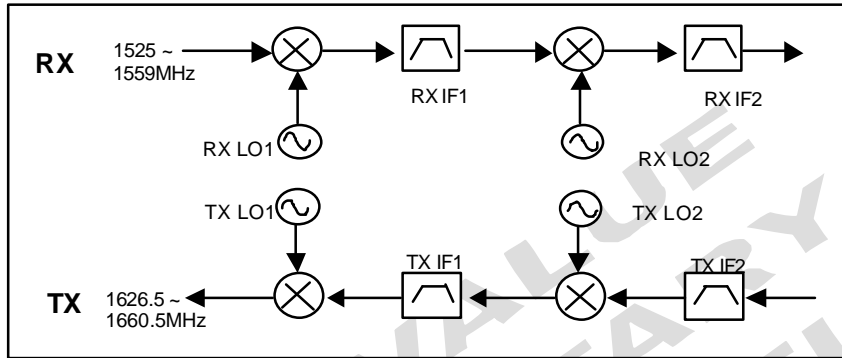 RX
1525 ~
1559MHz
RX IF1
RX IF2
RX LO1
RX LO2
TX LO1
TX LO2
TX IF1
TX IF2
TX
1626.5 ~
1660.5MHz
VALUE